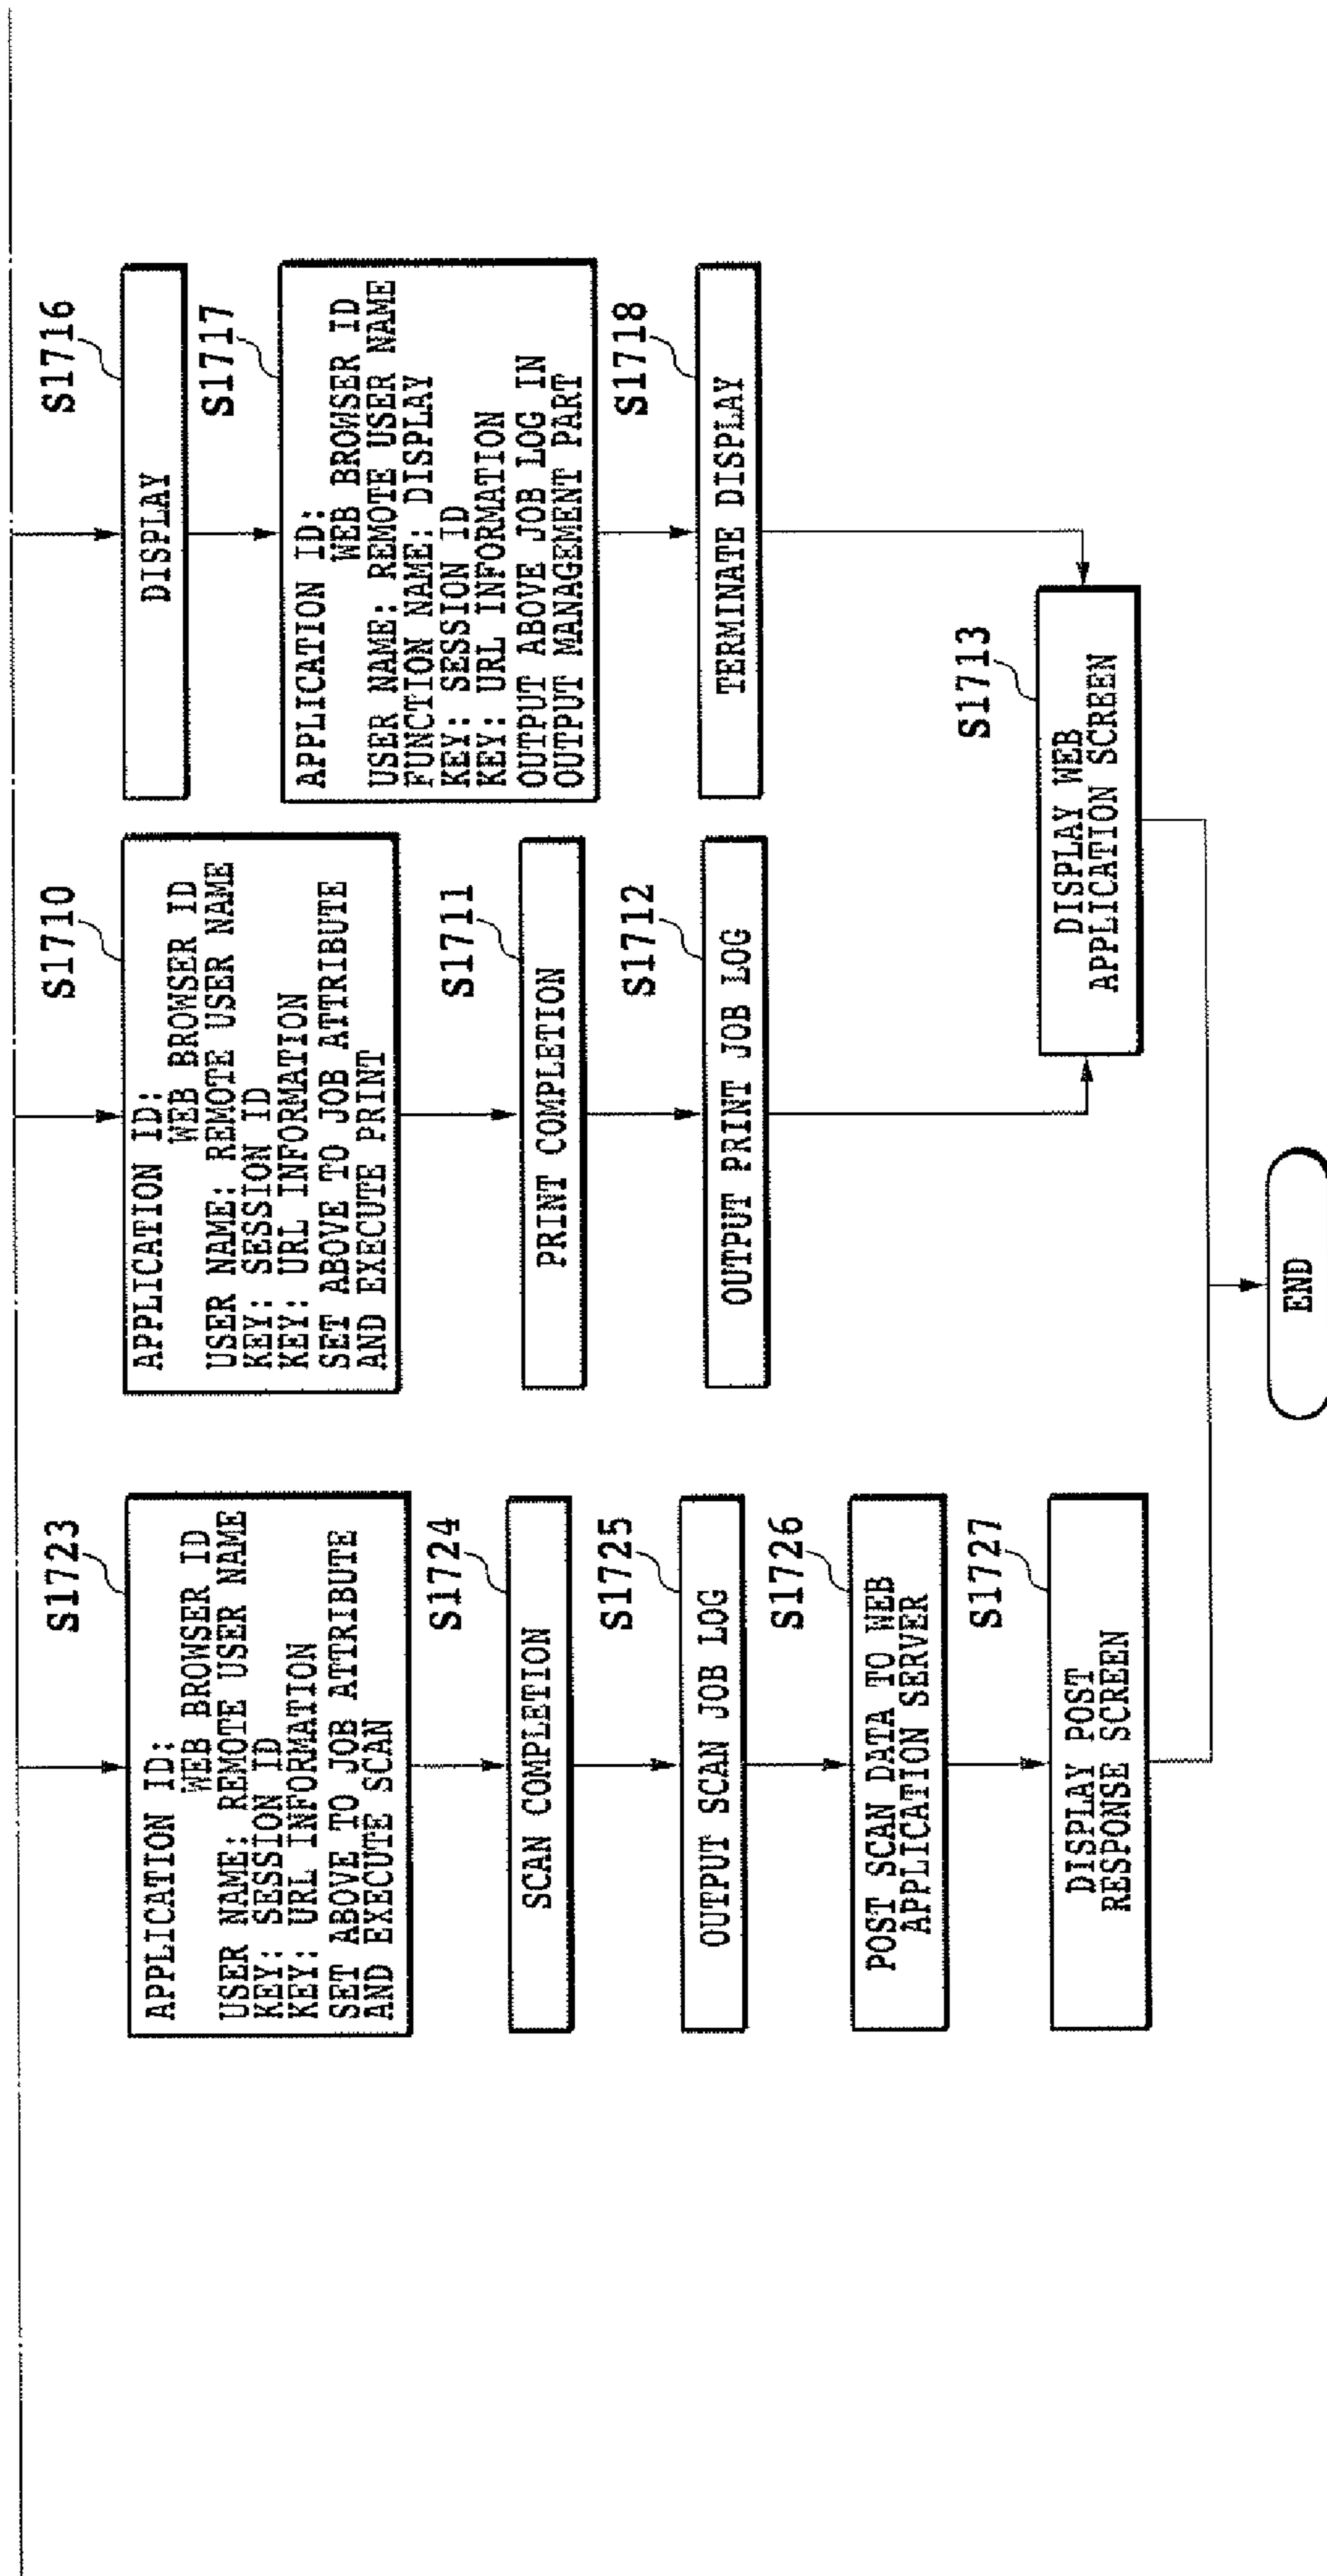 S1723
APPLICATION ID:
WEB BROWSER ID
USER NAME: REMOTE USER NAME
KEY: SESSION ID
KEY: URL INFORMATION
SET ABOVE TO JOB ATTRIBUTE
AND EXECUTE SCAN
S1724
SCAN COMPLETION
S1725
OUTPUT SCAN JOB LOG
S1726
POST SCAN DATA TO WEB
APPLICATION SERVER
S1727
DISPLAY POST
RESPONSE SCREEN
S1710
APPLICATION ID:
WEB BROWSER ID
USER NAME: REMOTE USER NAME
KEY: SESSION ID
KEY: URL INFORMATION
SET ABOVE TO JOB ATTRIBUTE
AND EXECUTE PRINT
S1711
PRINT COMPLETION
S1712
OUTPUT PRINT JOB LOG
S1716
DISPLAY
S1717
APPLICATION ID:
WEB BROWSER ID
USER NAME: REMOTE USER NAME
FUNCTION NAME: DISPLAY
KEY: SESSION ID
KEY: URL INFORMATION
OUTPUT ABOVE JOB LOG IN
OUTPUT MANAGEMENT PART
S1718
TERMINATE DISPLAY
S1713
DISPLAY WEB
APPLICATION SCREEN
END